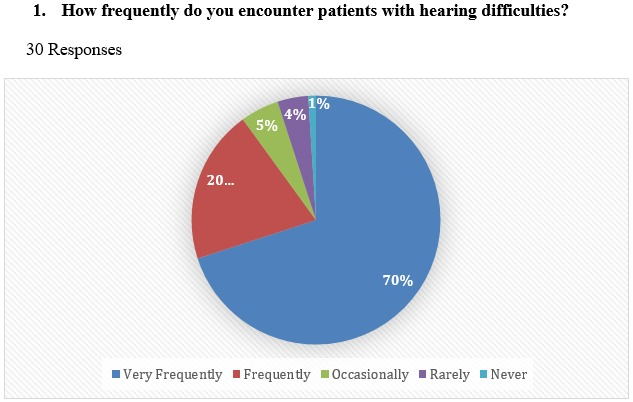 1. How frequently do you encounter patients with hearing difficulties?
30 Responses
1%
4%
5%
20...
70%
Very Frequently Frequently Occasionally Rarely Never